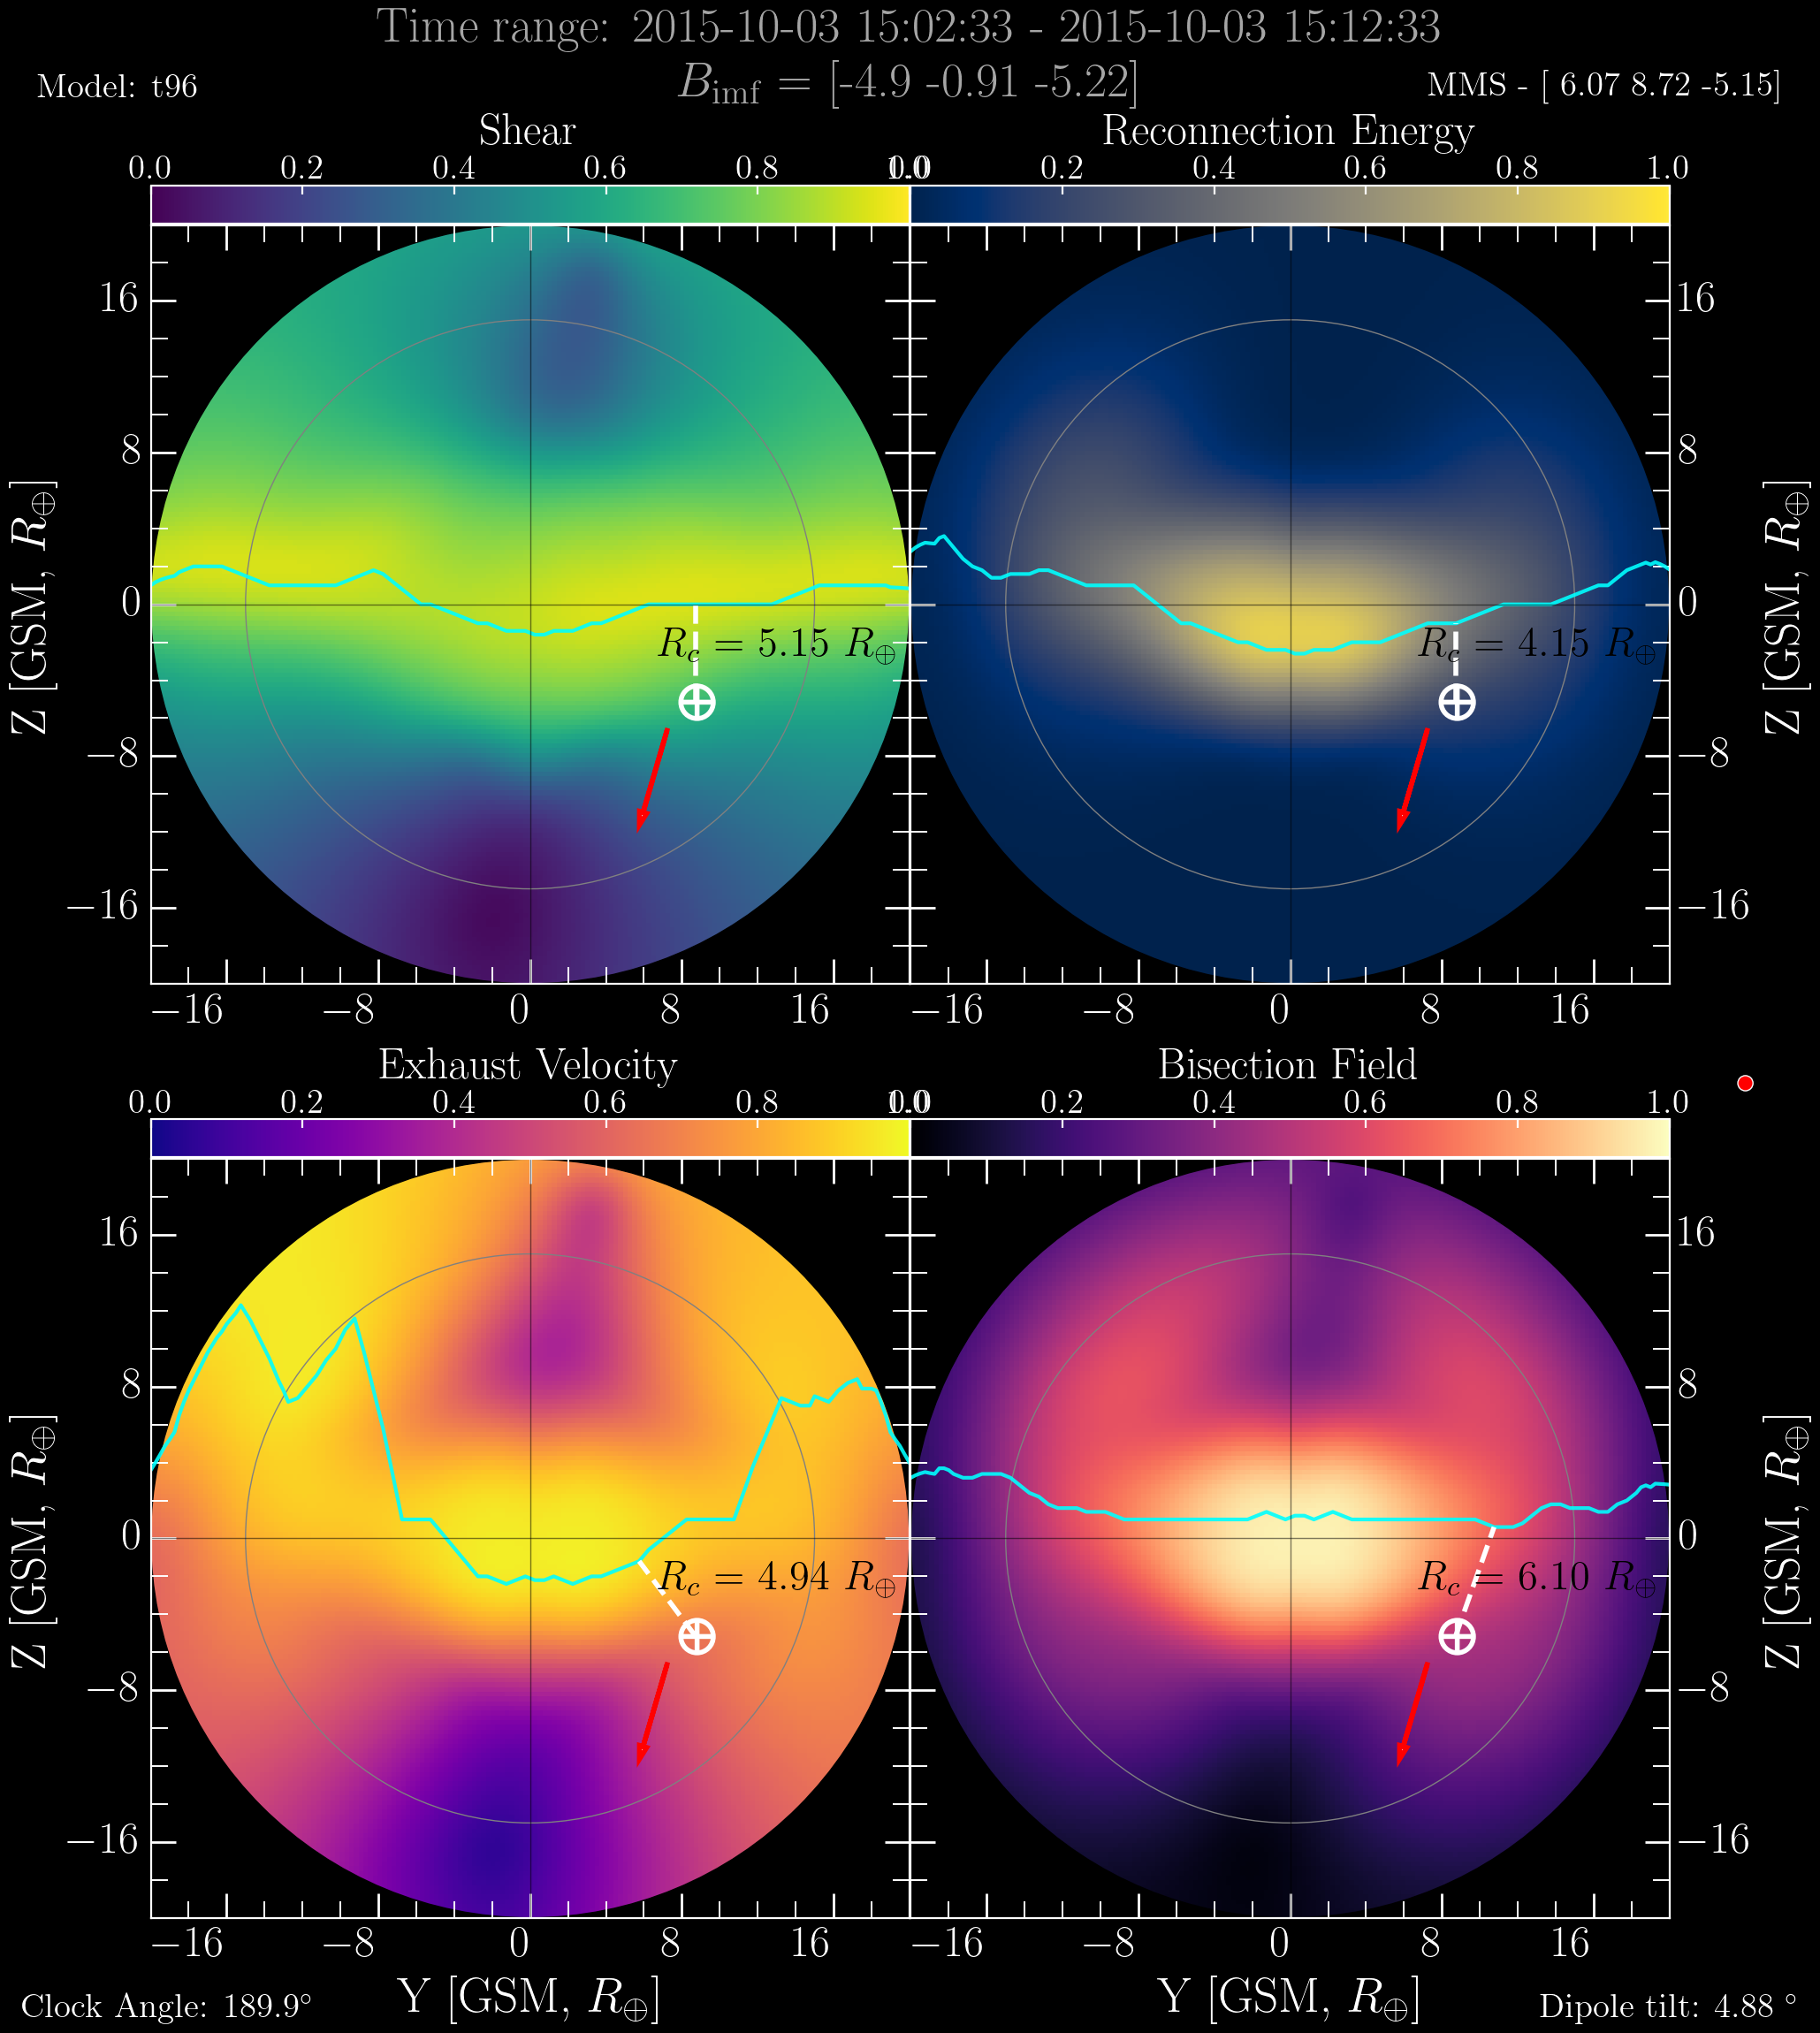 Time range: 2015-10-03 15:02:33 - 2015-10-03 15:12:33
Model: t96
B_imf = [-4.9 -0.91 -5.22]
MMS - [ 6.07 8.72 -5.15]
Shear
Reconnection Energy
0.0 0.2 0.4 0.6 0.8 1.0
0.0 0.2 0.4 0.6 0.8 1.0
Z [GSM, R⊕]
16
8
0
−8
−16
R_c = 5.15 R⊕
R_c = 4.15 R⊕
16
8
0
−8
−16
Z [GSM, R⊕]
−16 −8 0 8 16
−16 −8 0 8 16
Exhaust Velocity
Bisection Field
0.0 0.2 0.4 0.6 0.8 1.0
0.0 0.2 0.4 0.6 0.8 1.0
Z [GSM, R⊕]
16
8
0
−8
−16
R_c = 4.94 R⊕
R_c = 6.10 R⊕
16
8
0
−8
−16
Z [GSM, R⊕]
−16 −8 0 8 16
−16 −8 0 8 16
Y [GSM, R⊕]
Y [GSM, R⊕]
Clock Angle: 189.9°
Dipole tilt: 4.88 °